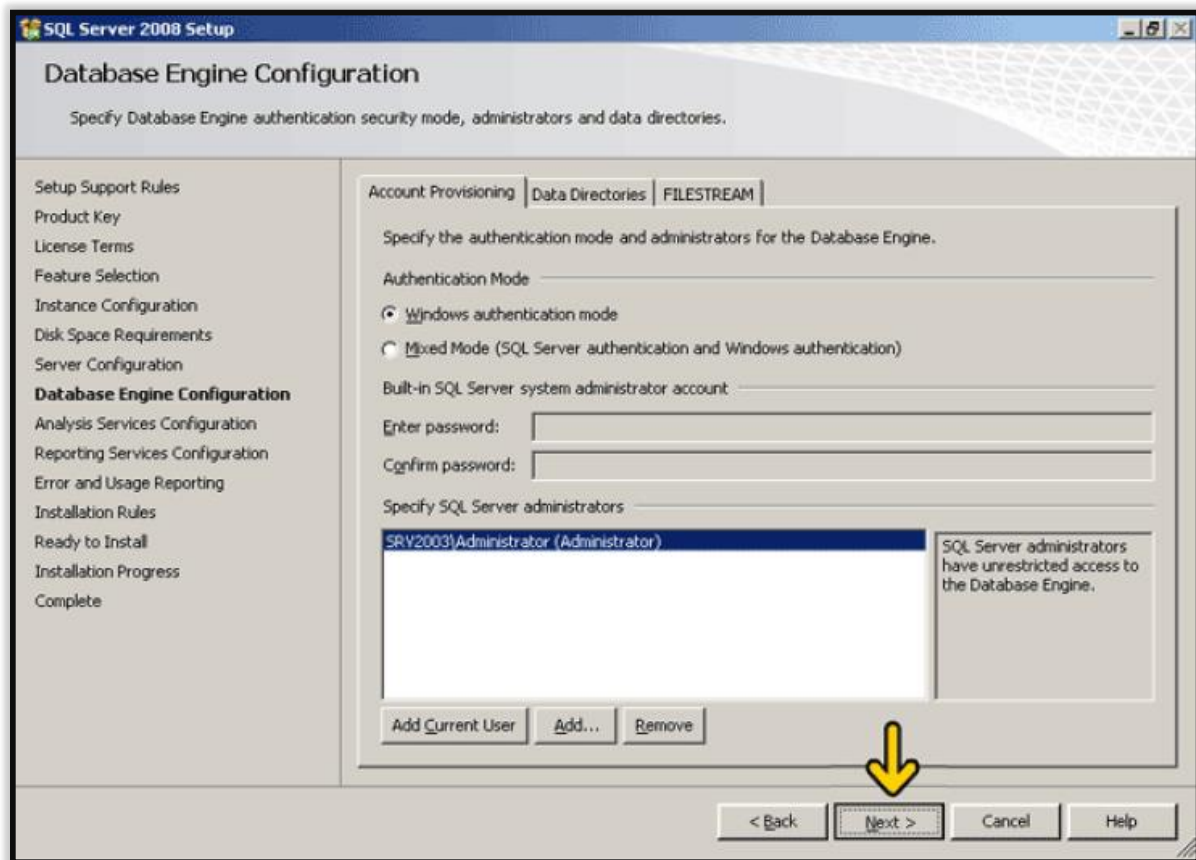 SQL Server 2008 Setup
Database Engine Configuration
Specify Database Engine authentication security mode, administrators and data directories.
Setup Support Rules
Product Key
License Terms
Feature Selection
Instance Configuration
Disk Space Requirements
Server Configuration
Database Engine Configuration
Analysis Services Configuration
Reporting Services Configuration
Error and Usage Reporting
Installation Rules
Ready to Install
Installation Progress
Complete
Account Provisioning Data Directories FILESTREAM
Specify the authentication mode and administrators for the Database Engine.
Authentication Mode
Windows authentication mode
Mixed Mode (SQL Server authentication and Windows authentication)
Built-in SQL Server system administrator account
Enter password:
Confirm password:
Specify SQL Server administrators
SRV2003\Administrator (Administrator)
SQL Server administrators
have unrestricted access to
the Database Engine.
Add Current User Add... Remove
< Back Next > Cancel Help